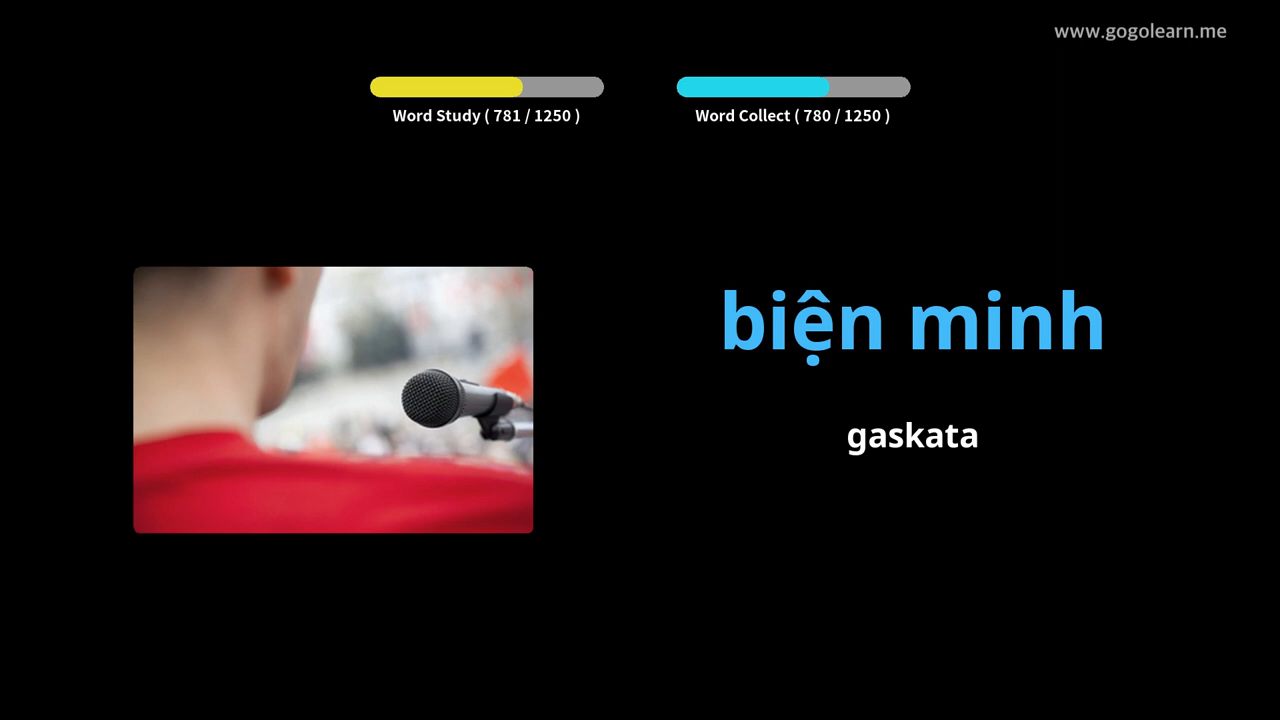 www.gogolearn.me
Word Study ( 781 / 1250 )
Word Collect ( 780 / 1250 )
biện minh
gaskata